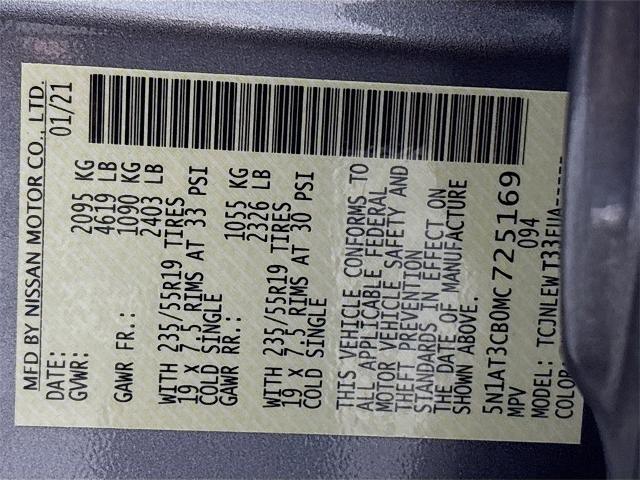 MFD BY NISSAN MOTOR CO., LTD.
DATE: 01/21
GVWR: 2095 KG
4619 LB
GAWR FR.: 1090 KG
2403 LB
WITH 235/55R19 TIRES
19 X 7.5 RIMS AT 33 PSI
COLD SINGLE
GAWR RR.: 1055 KG
2326 LB
WITH 235/55R19 TIRES
19 X 7.5 RIMS AT 30 PSI
COLD SINGLE
THIS VEHICLE CONFORMS TO
ALL APPLICABLE FEDERAL
MOTOR VEHICLE SAFETY AND
THEFT PREVENTION
STANDARDS IN EFFECT ON
THE DATE OF MANUFACTURE
SHOWN ABOVE.
5N1AT3CB0MC725169
MPV 094
MODEL:
COLOR